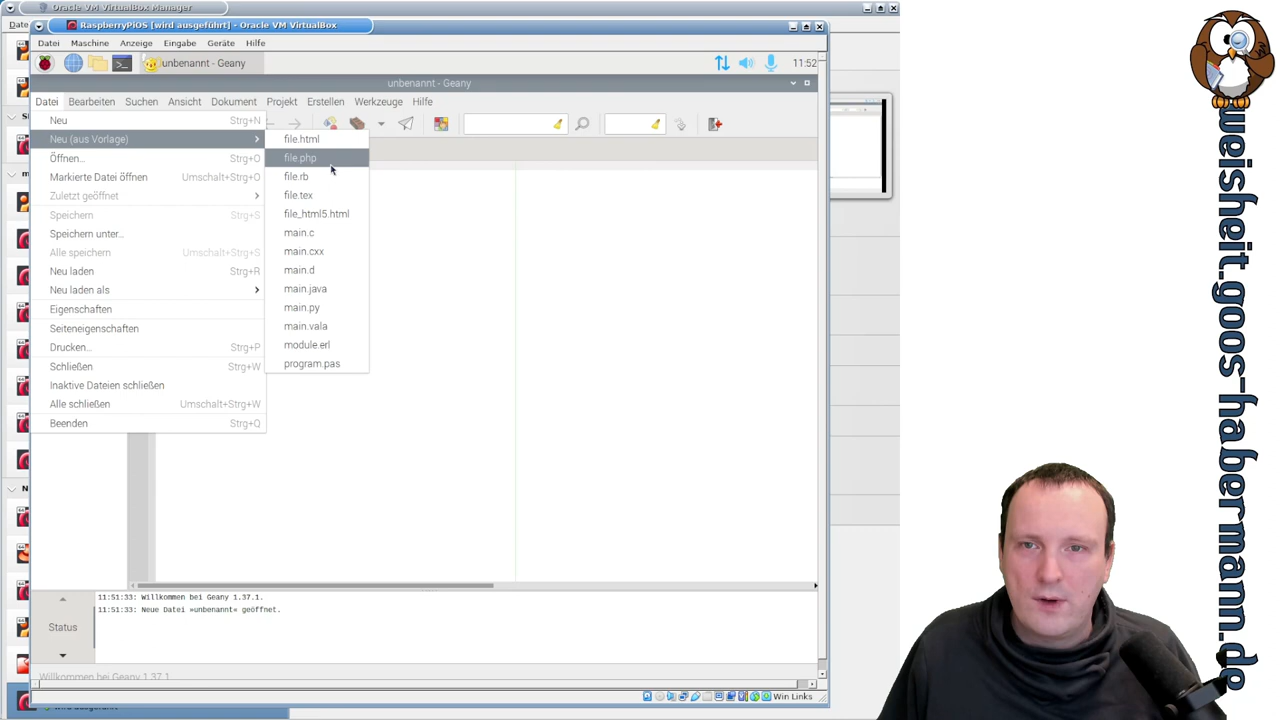 Oracle VM VirtualBox Manager
RaspberryPiOS [wird ausgeführt] - Oracle VM VirtualBox
Date
Datei Maschine Anzeige Eingabe Geräte Hilfe
unbenannt - Geany
11:52
unbenannt - Geany
Datei Bearbeiten Suchen Ansicht Dokument Projekt Erstellen Werkzeuge Hilfe
Neu Strg+N
Neu (aus Vorlage)
Öffnen... Strg+O
Markierte Datei öffnen Umschalt+Strg+O
Zuletzt geöffnet
Speichern Strg+S
Speichern unter...
Alle speichern Umschalt+Strg+S
Neu laden Strg+R
Neu laden als
Eigenschaften
Seiteneigenschaften
Drucken... Strg+P
Schließen Strg+W
Inaktive Dateien schließen
Alle schließen Umschalt+Strg+W
Beenden Strg+Q
file.html
file.php
file.rb
file.tex
file_html5.html
main.c
main.cxx
main.d
main.java
main.py
main.vala
module.erl
program.pas
Status
11:51:33: Willkommen bei Geany 1.37.1.
11:51:33: Neue Datei »unbenannt« geöffnet.
Willkommen bei Geany 1.37.1
Win Links
wird ausgeführt
weisheit.goos-habermann.de